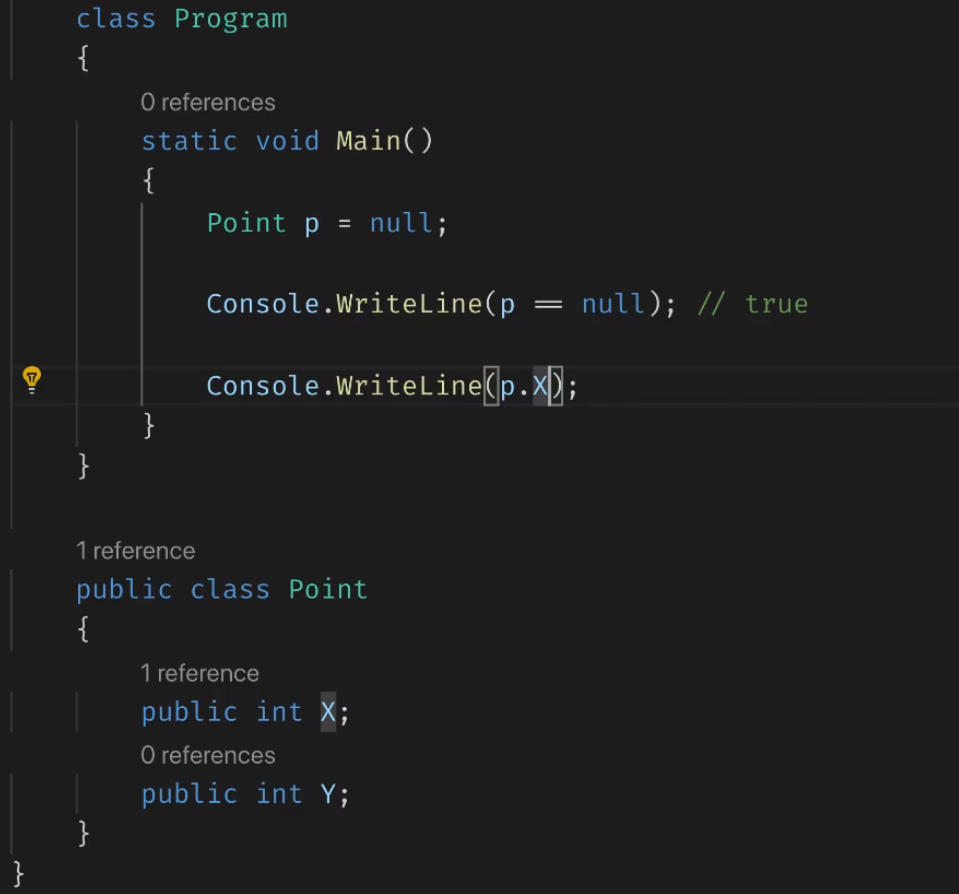 class Program
{
0 references
static void Main()
{
Point p = null;
Console.WriteLine(p == null); // true
Console.WriteLine(p.X);
}
}
1 reference
public class Point
{
1 reference
public int X;
0 references
public int Y;
}
}